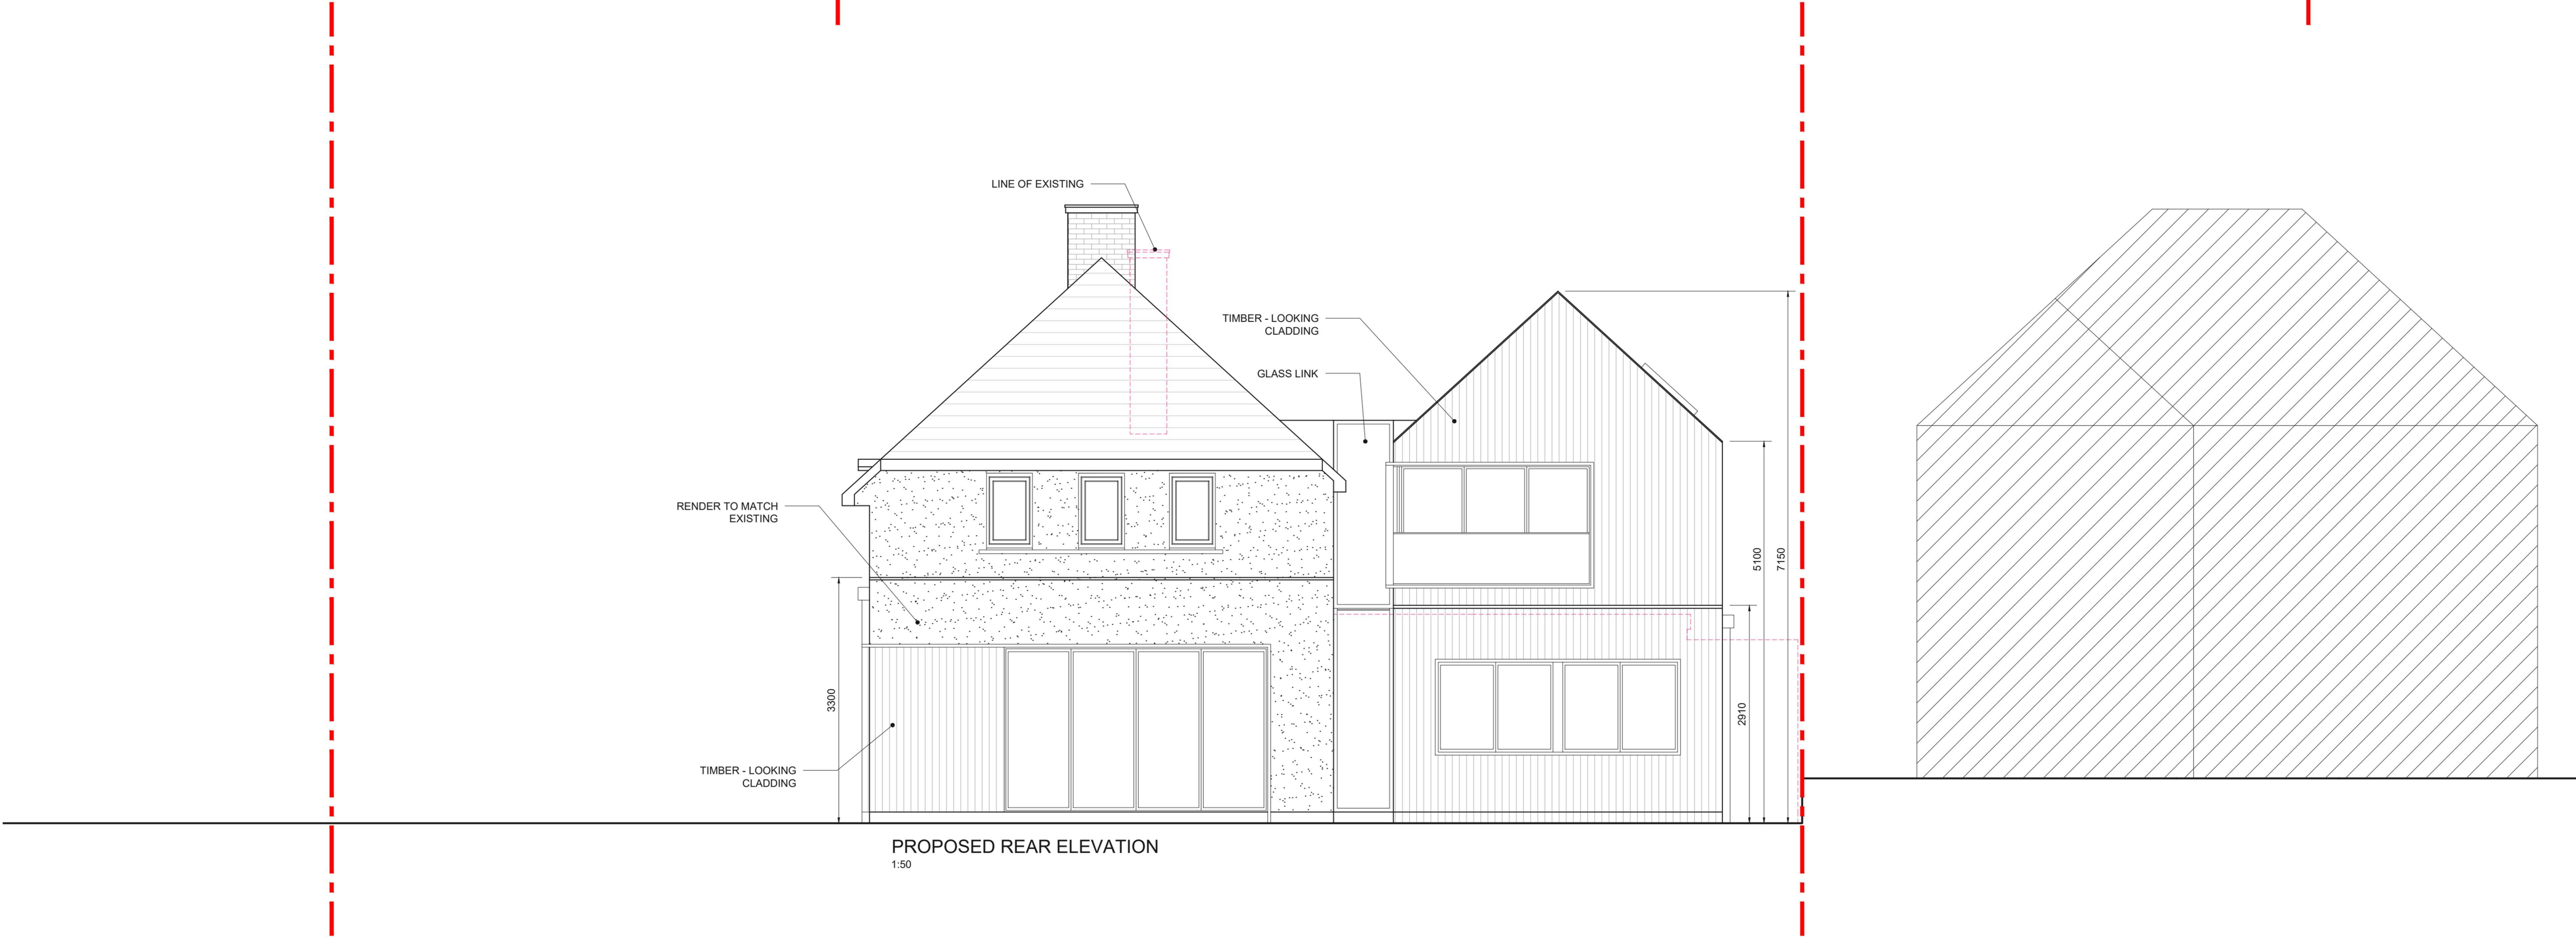 LINE OF EXISTING
TIMBER - LOOKING
CLADDING
GLASS LINK
RENDER TO MATCH
EXISTING
5100
7150
3300
2910
TIMBER - LOOKING
CLADDING
PROPOSED REAR ELEVATION
1:50